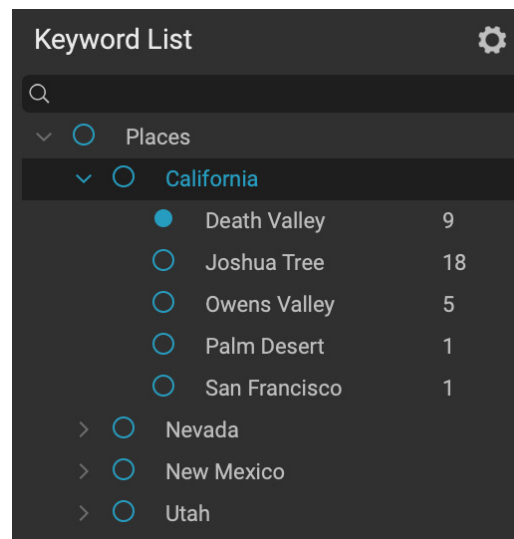 Keyword List
Places
California
Death Valley 9
Joshua Tree 18
Owens Valley 5
Palm Desert 1
San Francisco 1
Nevada
New Mexico
Utah